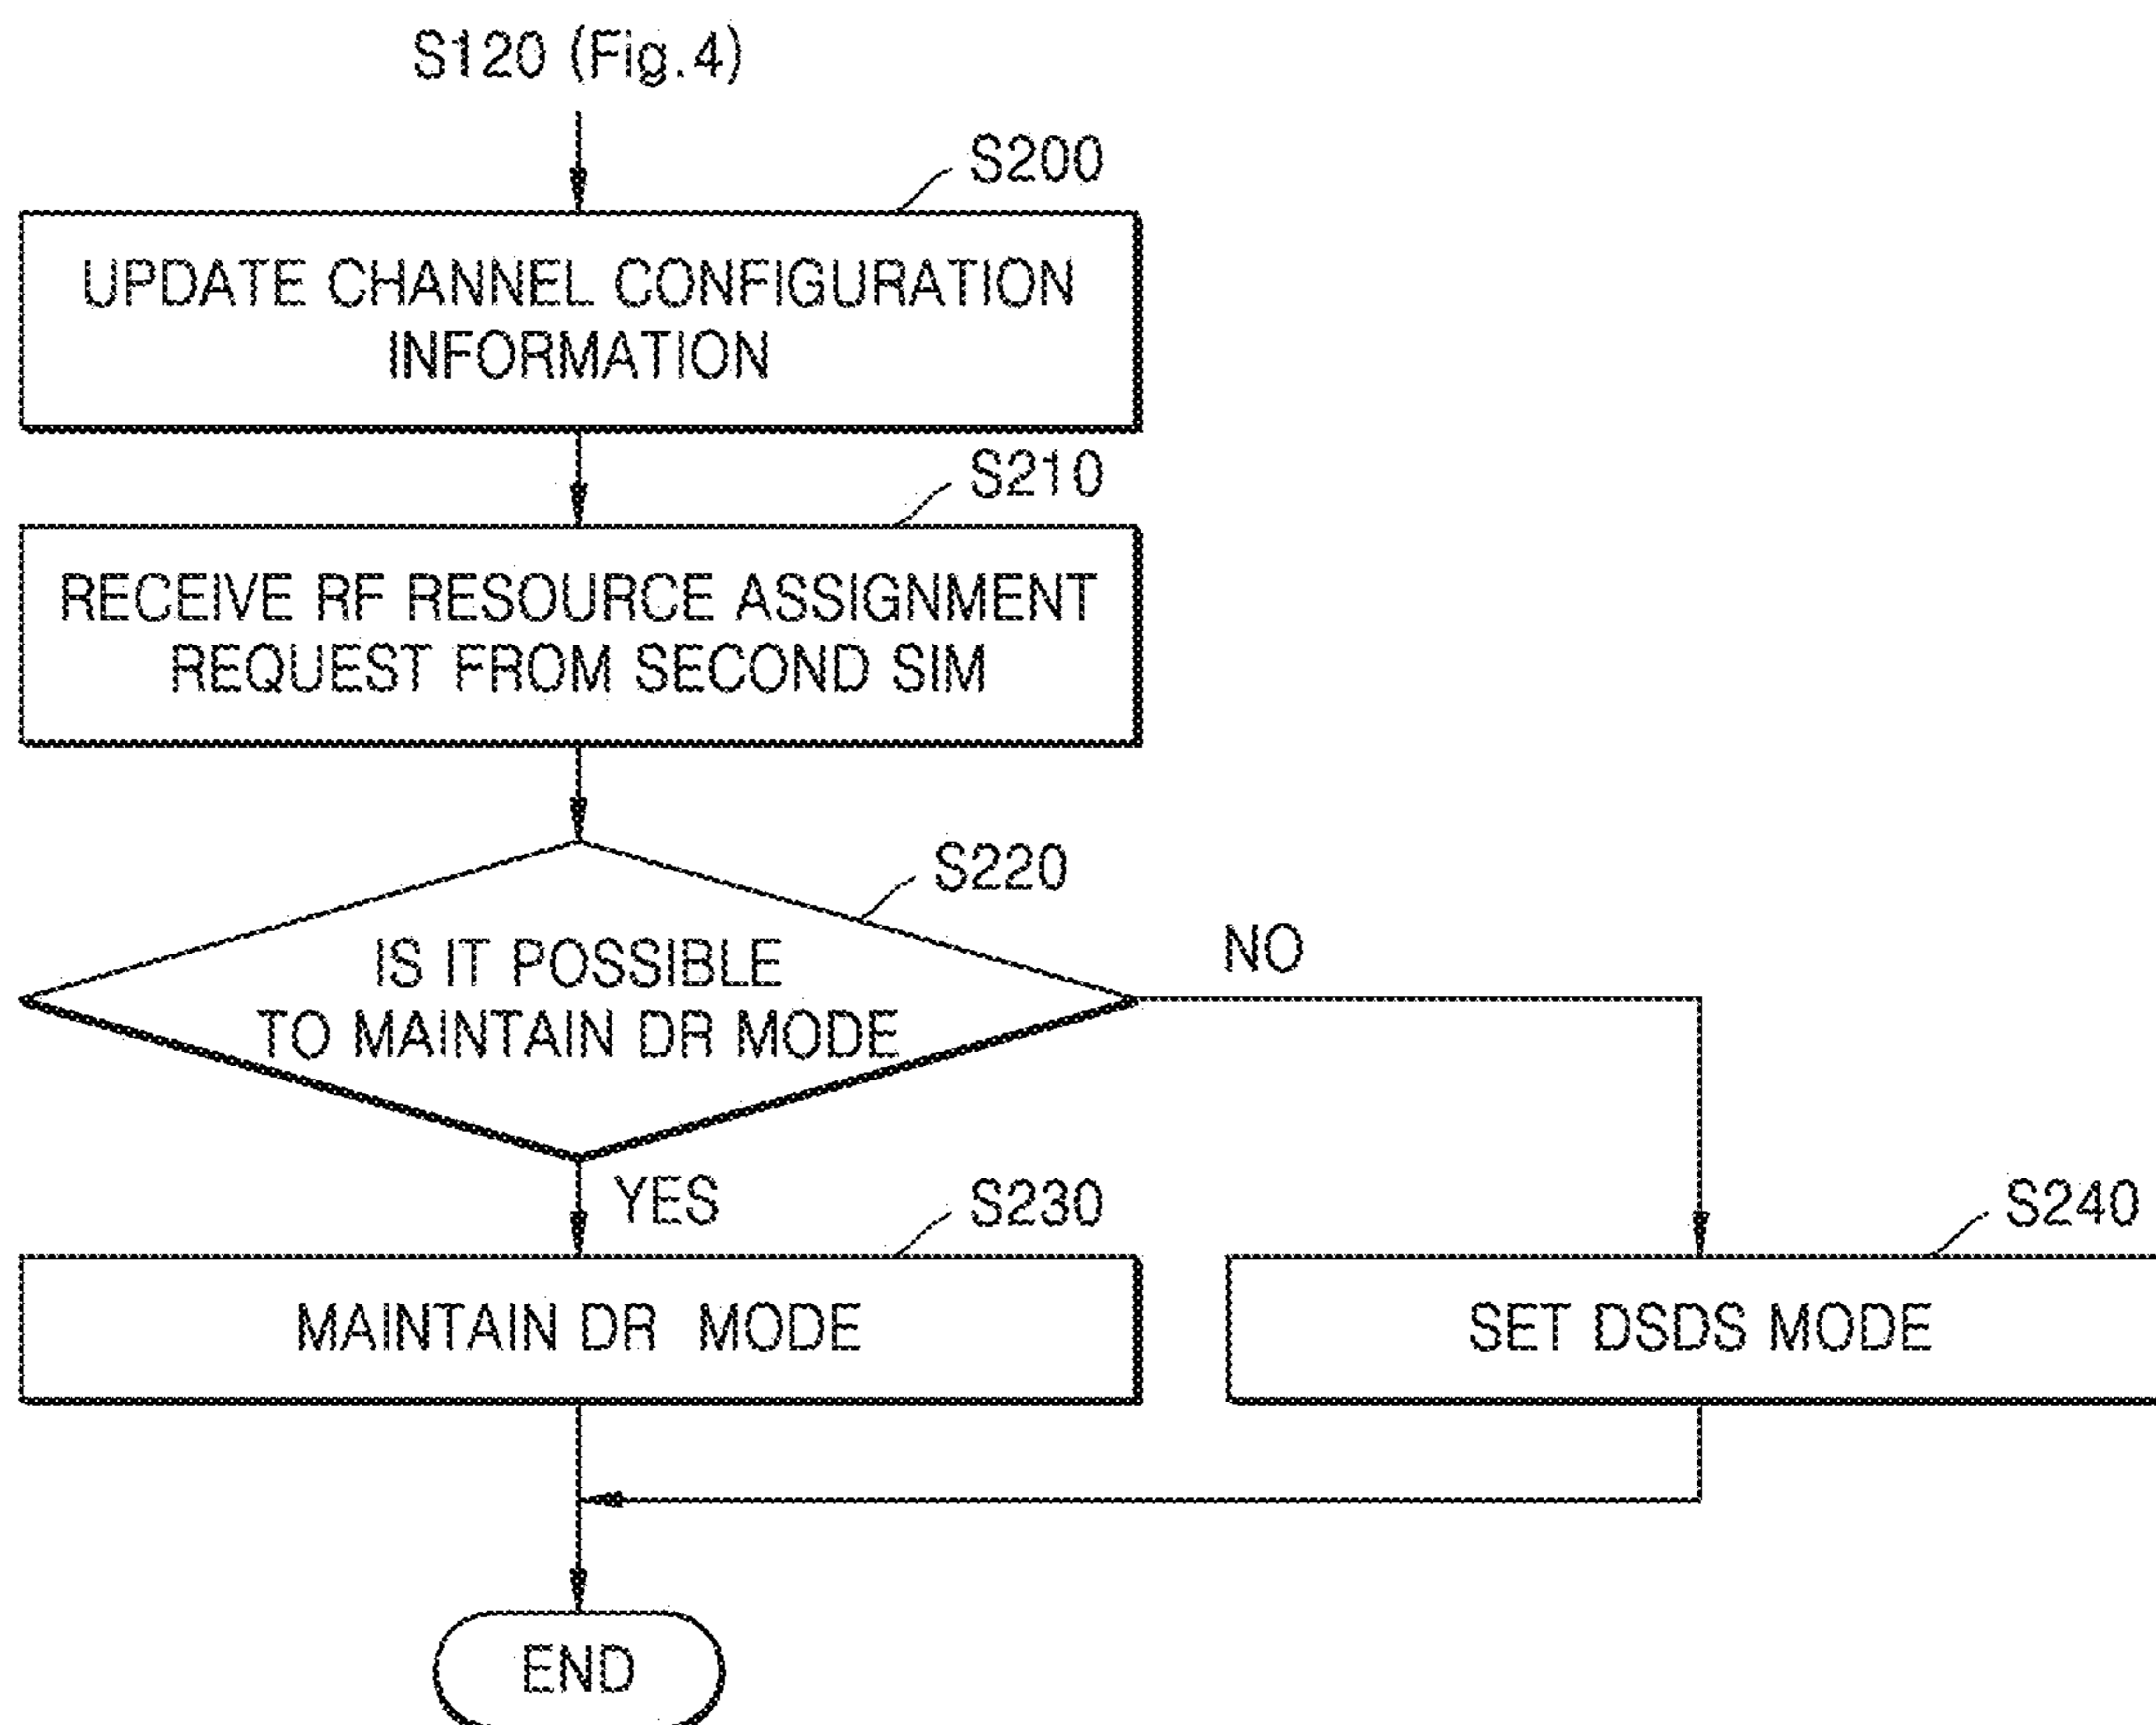 S120 (Fig.4)
S200
UPDATE CHANNEL CONFIGURATION
INFORMATION
S210
RECEIVE RF RESOURCE ASSIGNMENT
REQUEST FROM SECOND SIM
S220
IS IT POSSIBLE
TO MAINTAIN DR MODE
NO
YES
S230
MAINTAIN DR MODE
S240
SET DSDS MODE
END